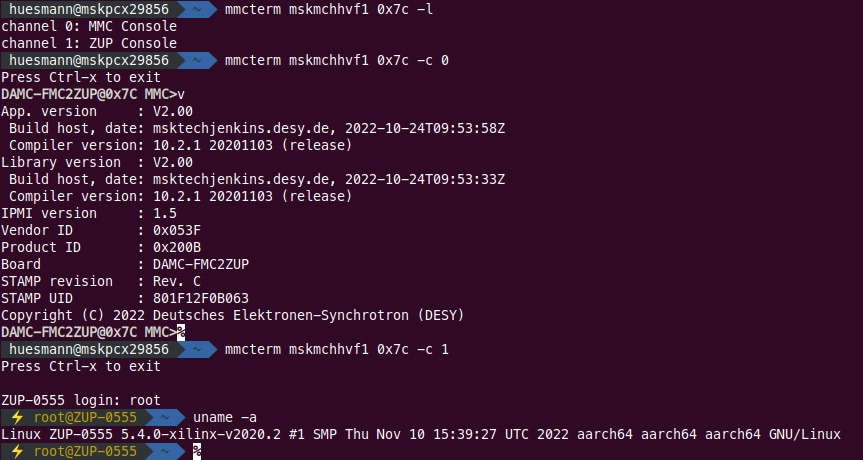 huesmann@mskpcx29856 ~ mmcterm mskmchhvf1 0x7c -l
channel 0: MMC Console
channel 1: ZUP Console
huesmann@mskpcx29856 ~ mmcterm mskmchhvf1 0x7c -c 0
Press Ctrl-x to exit
DAMC-FMC2ZUP@0x7C MMC>v
App. version     : V2.00
 Build host, date: msktechjenkins.desy.de, 2022-10-24T09:53:58Z
 Compiler version: 10.2.1 20201103 (release)
Library version  : V2.00
 Build host, date: msktechjenkins.desy.de, 2022-10-24T09:53:33Z
 Compiler version: 10.2.1 20201103 (release)
IPMI version     : 1.5
Vendor ID        : 0x053F
Product ID       : 0x200B
Board            : DAMC-FMC2ZUP
STAMP revision   : Rev. C
STAMP UID        : 801F12F0B063
Copyright (C) 2022 Deutsches Elektronen-Synchrotron (DESY)
DAMC-FMC2ZUP@0x7C MMC>%
huesmann@mskpcx29856 ~ mmcterm mskmchhvf1 0x7c -c 1
Press Ctrl-x to exit
ZUP-0555 login: root
⚡ root@ZUP-0555 ~ uname -a
Linux ZUP-0555 5.4.0-xilinx-v2020.2 #1 SMP Thu Nov 10 15:39:27 UTC 2022 aarch64 aarch64 aarch64 GNU/Linux
⚡ root@ZUP-0555 ~ %